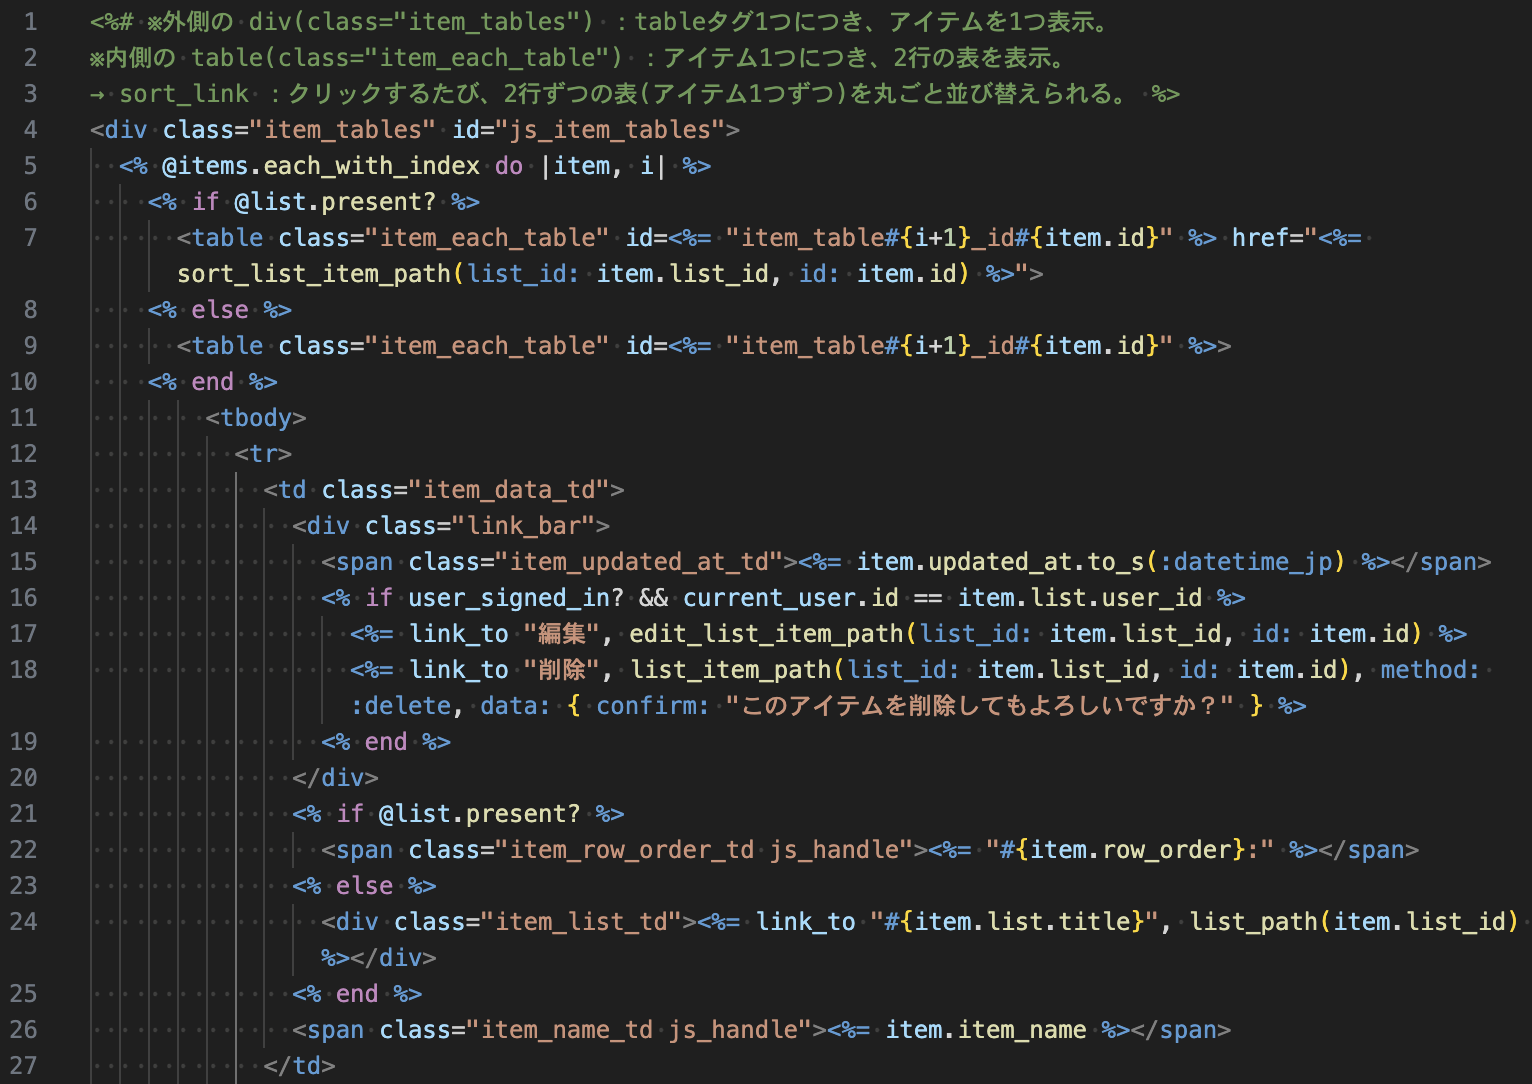 1 <%# ※外側の div(class="item_tables") : tableタグ1つにつき、アイテムを1つ表示。
2 ※内側の table(class="item_each_table") : アイテム1つにつき、2行の表を表示。
3 → sort_link : クリックするたび、2行ずつの表(アイテム1つずつ)を丸ごと並び替えられる。 %>
4 <div class="item_tables" id="js_item_tables">
5 <% @items.each_with_index do |item, i| %>
6 <% if @list.present? %>
7 <table class="item_each_table" id=<%= "item_table#{i+1}_id#{item.id}" %> href="<%=
sort_list_item_path(list_id: item.list_id, id: item.id) %>">
8 <% else %>
9 <table class="item_each_table" id=<%= "item_table#{i+1}_id#{item.id}" %>>
10 <% end %>
11 <tbody>
12 <tr>
13 <td class="item_data_td">
14 <div class="link_bar">
15 <span class="item_updated_at_td"><%= item.updated_at.to_s(:datetime_jp) %></span>
16 <% if user_signed_in? && current_user.id == item.list.user_id %>
17 <%= link_to "編集", edit_list_item_path(list_id: item.list_id, id: item.id) %>
18 <%= link_to "削除", list_item_path(list_id: item.list_id, id: item.id), method:
:delete, data: { confirm: "このアイテムを削除してもよろしいですか？" } %>
19 <% end %>
20 </div>
21 <% if @list.present? %>
22 <span class="item_row_order_td js_handle"><%= "#{item.row_order}:" %></span>
23 <% else %>
24 <div class="item_list_td"><%= link_to "#{item.list.title}", list_path(item.list_id)
%></div>
25 <% end %>
26 <span class="item_name_td js_handle"><%= item.item_name %></span>
27 </td>